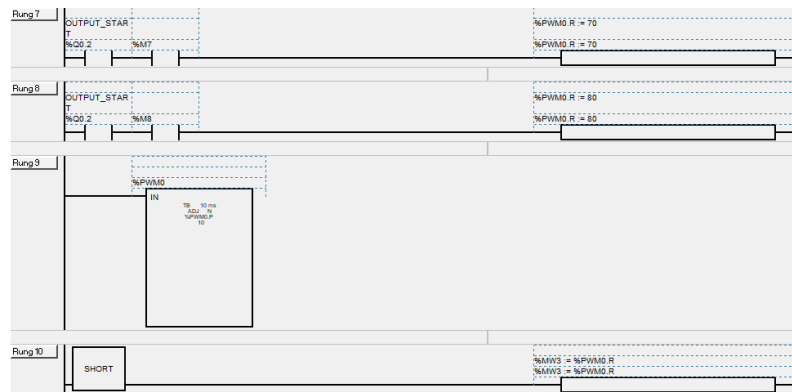 Rung 7
OUTPUT_STAR
T
%PWM0.R := 70
%Q0.2 %M7 %PWM0.R := 70
Rung 8
OUTPUT_STAR
T
%PWM0.R := 80
%Q0.2 %M8 %PWM0.R := 80
Rung 9
%PWM0
IN
TB 10 ms
ADJ N
%PWM0.P
10
Rung 10
SHORT
%MW3 := %PWM0.R
%MW3 := %PWM0.R